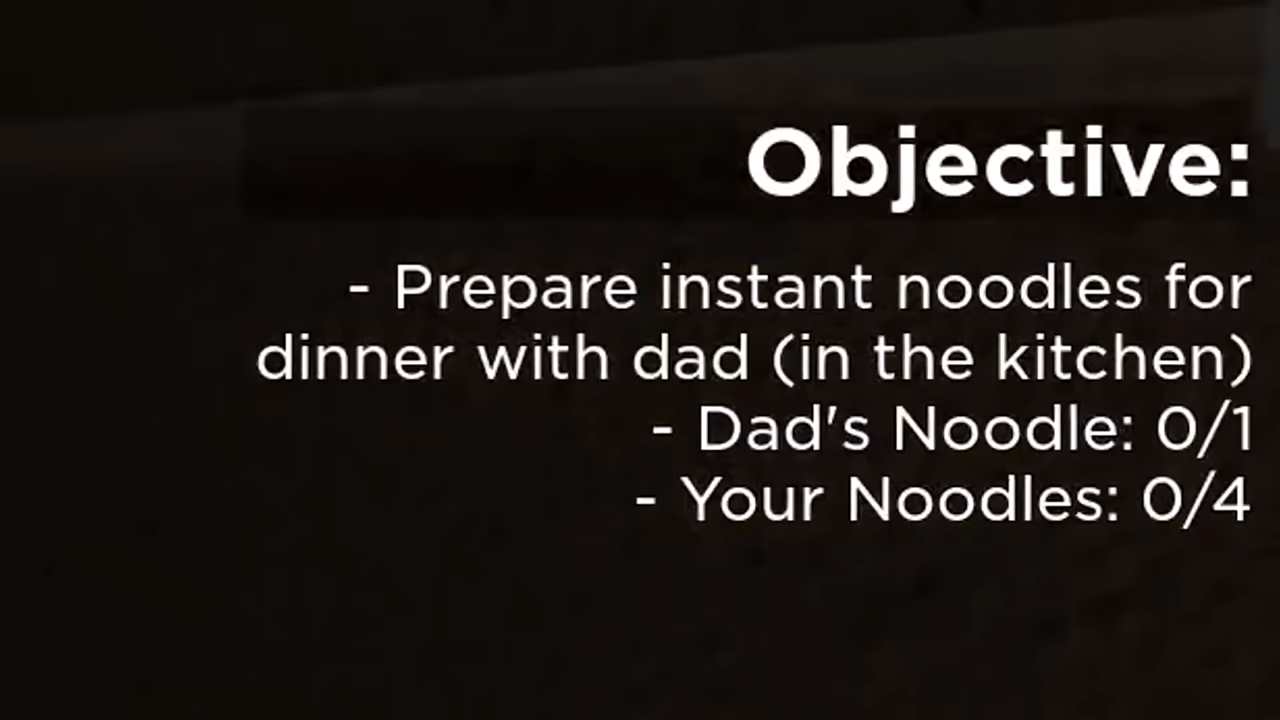 Objective:
- Prepare instant noodles for
dinner with dad (in the kitchen)
- Dad's Noodle: 0/1
- Your Noodles: 0/4